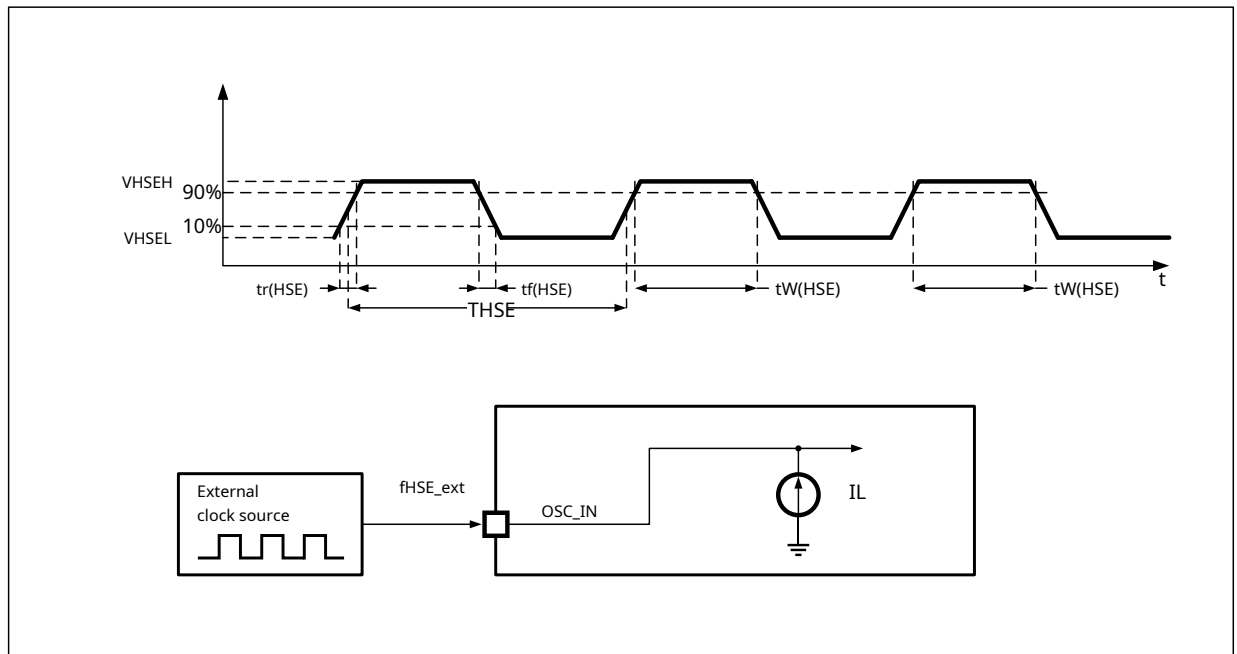 VHSEH
90%
10%
VHSEL
tr(HSE)
tf(HSE)
tW(HSE)
tW(HSE)
t
THSE
External
clock source
fHSE_ext
OSC_IN
IL